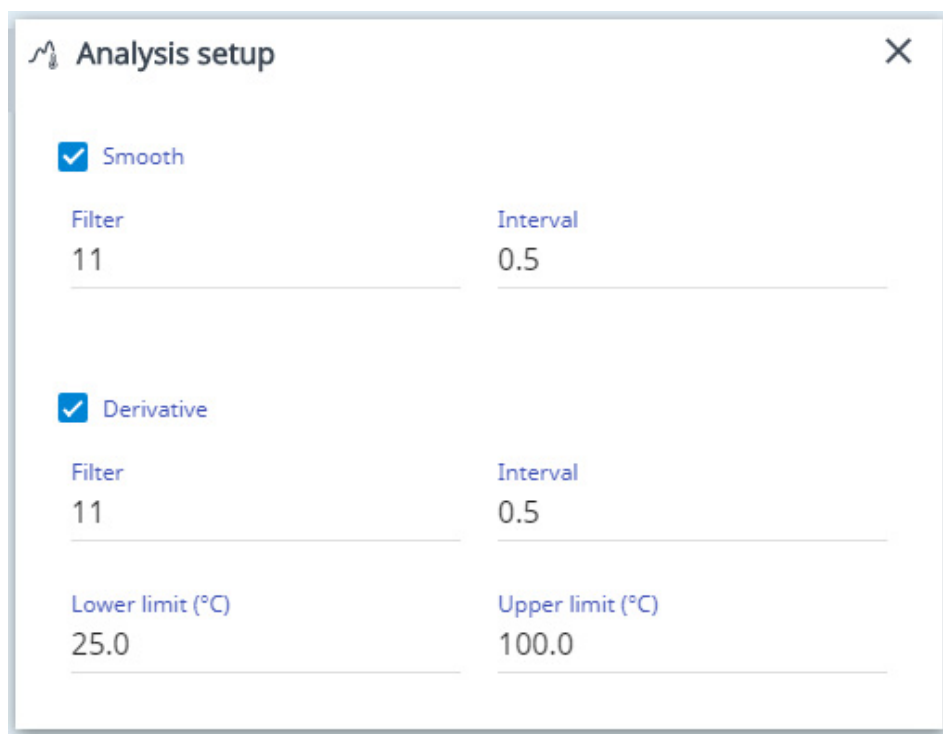 Analysis setup
Smooth
Filter Interval
11 0.5
Derivative
Filter Interval
11 0.5
Lower limit (°C) Upper limit (°C)
25.0 100.0